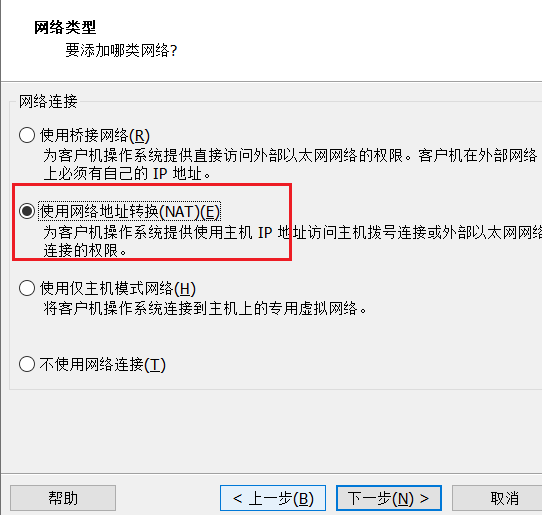 网络类型
要添加哪类网络?
网络连接
使用桥接网络(R)
为客户机操作系统提供直接访问外部以太网网络的权限。客户机在外部网络
上必须有自己的 IP 地址。
使用网络地址转换(NAT)(E)
为客户机操作系统提供使用主机 IP 地址访问主机拨号连接或外部以太网网络
连接的权限。
使用仅主机模式网络(H)
将客户机操作系统连接到主机上的专用虚拟网络。
不使用网络连接(T)
帮助
< 上一步(B)
下一步(N) >
取消